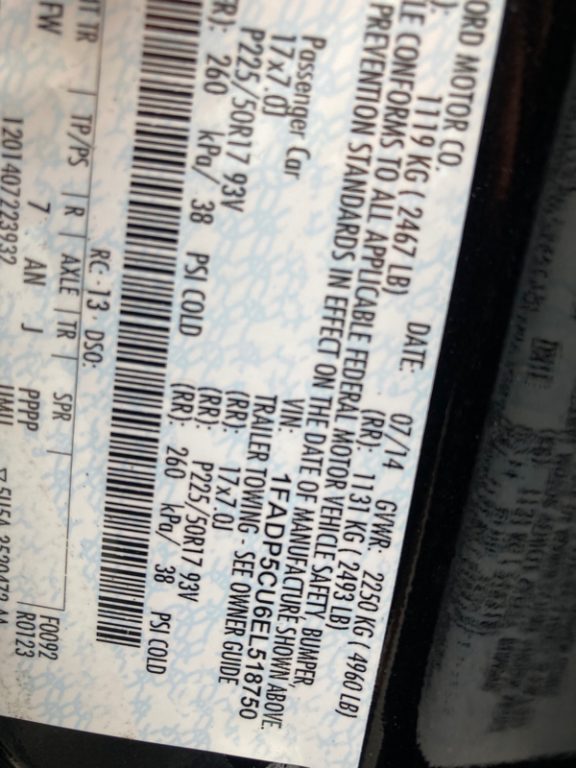 ORD MOTOR CO.
DATE: 07/14 GVWR: 2250 KG ( 4960 LB)
): 1119 KG ( 2467 LB) (RR): 1131 KG ( 2493 LB)
LE CONFORMS TO ALL APPLICABLE FEDERAL MOTOR VEHICLE SAFETY, BUMPER,
PREVENTION STANDARDS IN EFFECT ON THE DATE OF MANUFACTURE SHOWN ABOVE.
VIN: 1FADP5CU6EL518750
Passenger Car TRAILER TOWING - SEE OWNER GUIDE
17x7.0J (RR): 17x7.0J
P225/50R17 93V (RR): P225/50R17 93V
R): 260 kPa/ 38 PSI COLD (RR): 260 kPa/ 38 PSI COLD
RC: 13 DSO: F0092
NT TR | TP/PS | R | AXLE | TR | SPR | R0123
FW 7 AN J PPPP
1201407223932